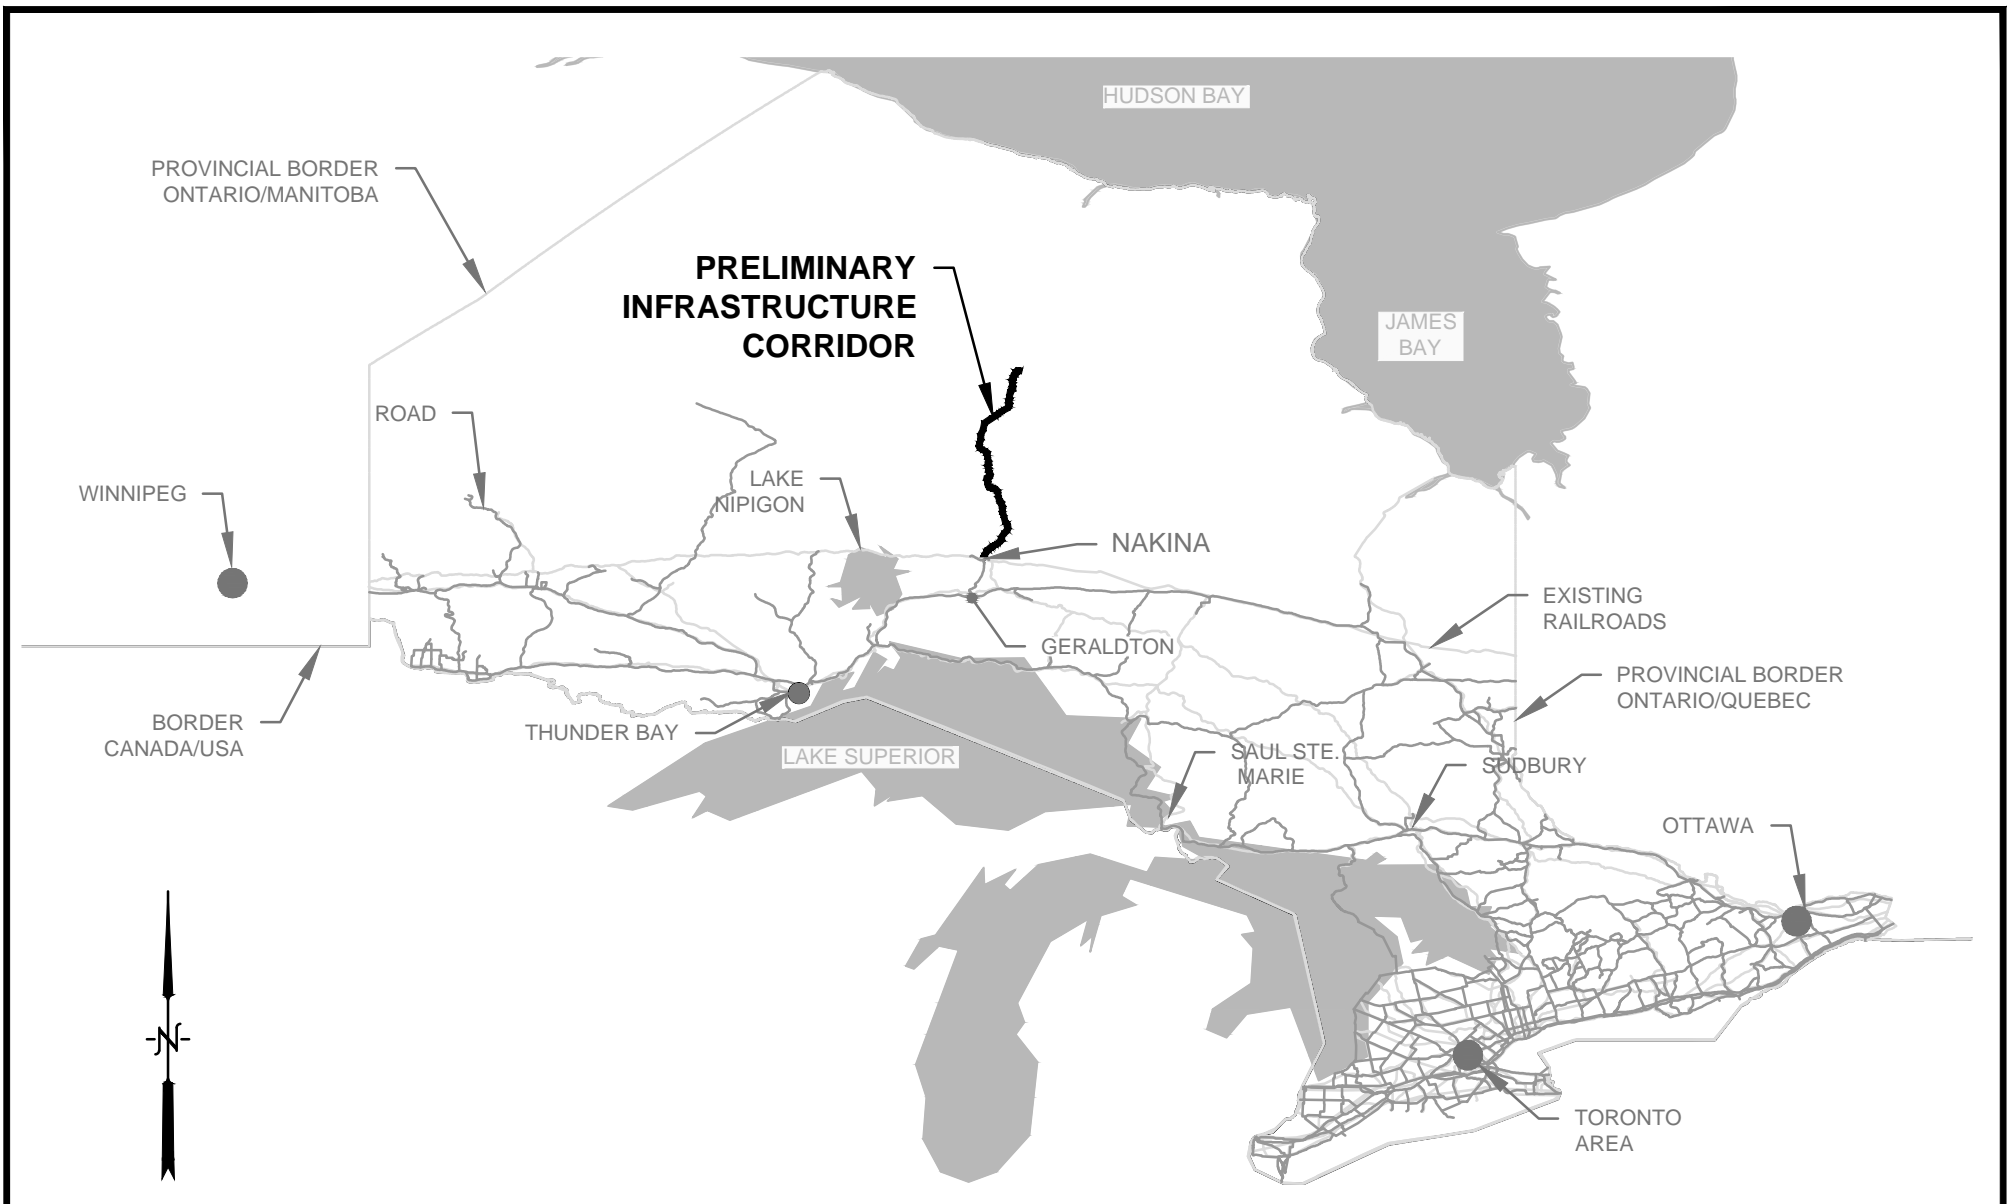 HUDSON BAY
PROVINCIAL BORDER
ONTARIO/MANITOBA
PRELIMINARY
INFRASTRUCTURE
CORRIDOR
JAMES
BAY
ROAD
LAKE
NIPIGON
WINNIPEG
NAKINA
EXISTING
RAILROADS
GERALDTON
PROVINCIAL BORDER
ONTARIO/QUEBEC
BORDER
CANADA/USA
THUNDER BAY
LAKE SUPERIOR
SAUL STE.
MARIE
SUDBURY
OTTAWA
N
TORONTO
AREA